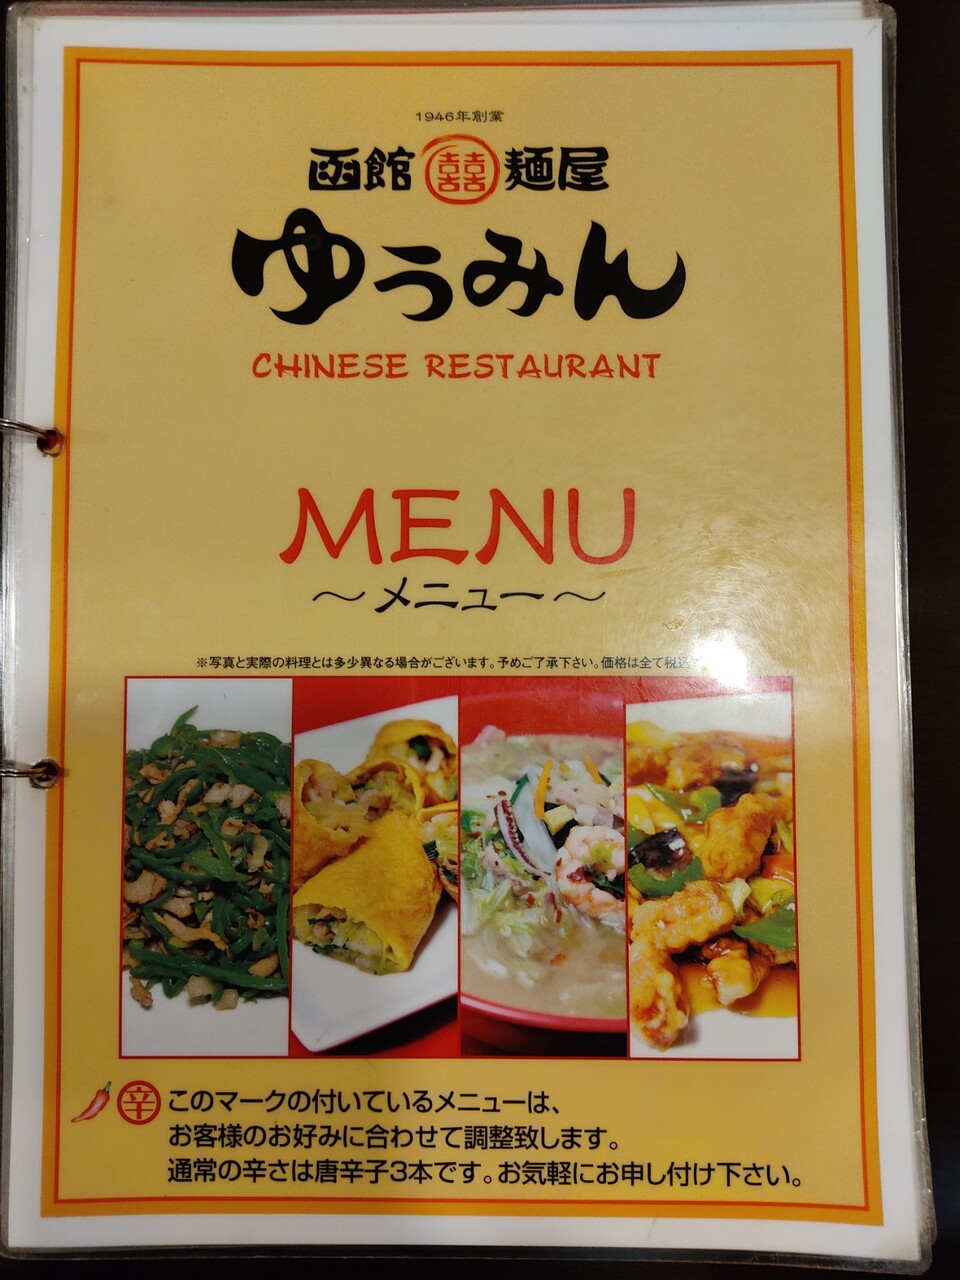 1946年創業
函館 囍 麺屋
ゆうみん
CHINESE RESTAURANT
MENU
～メニュー～
※写真と実際の料理とは多少異なる場合がございます。予めご了承下さい。価格は全て税込
辛 このマークの付いているメニューは、
お客様のお好みに合わせて調整致します。
通常の辛さは唐辛子3本です。お気軽にお申し付け下さい。